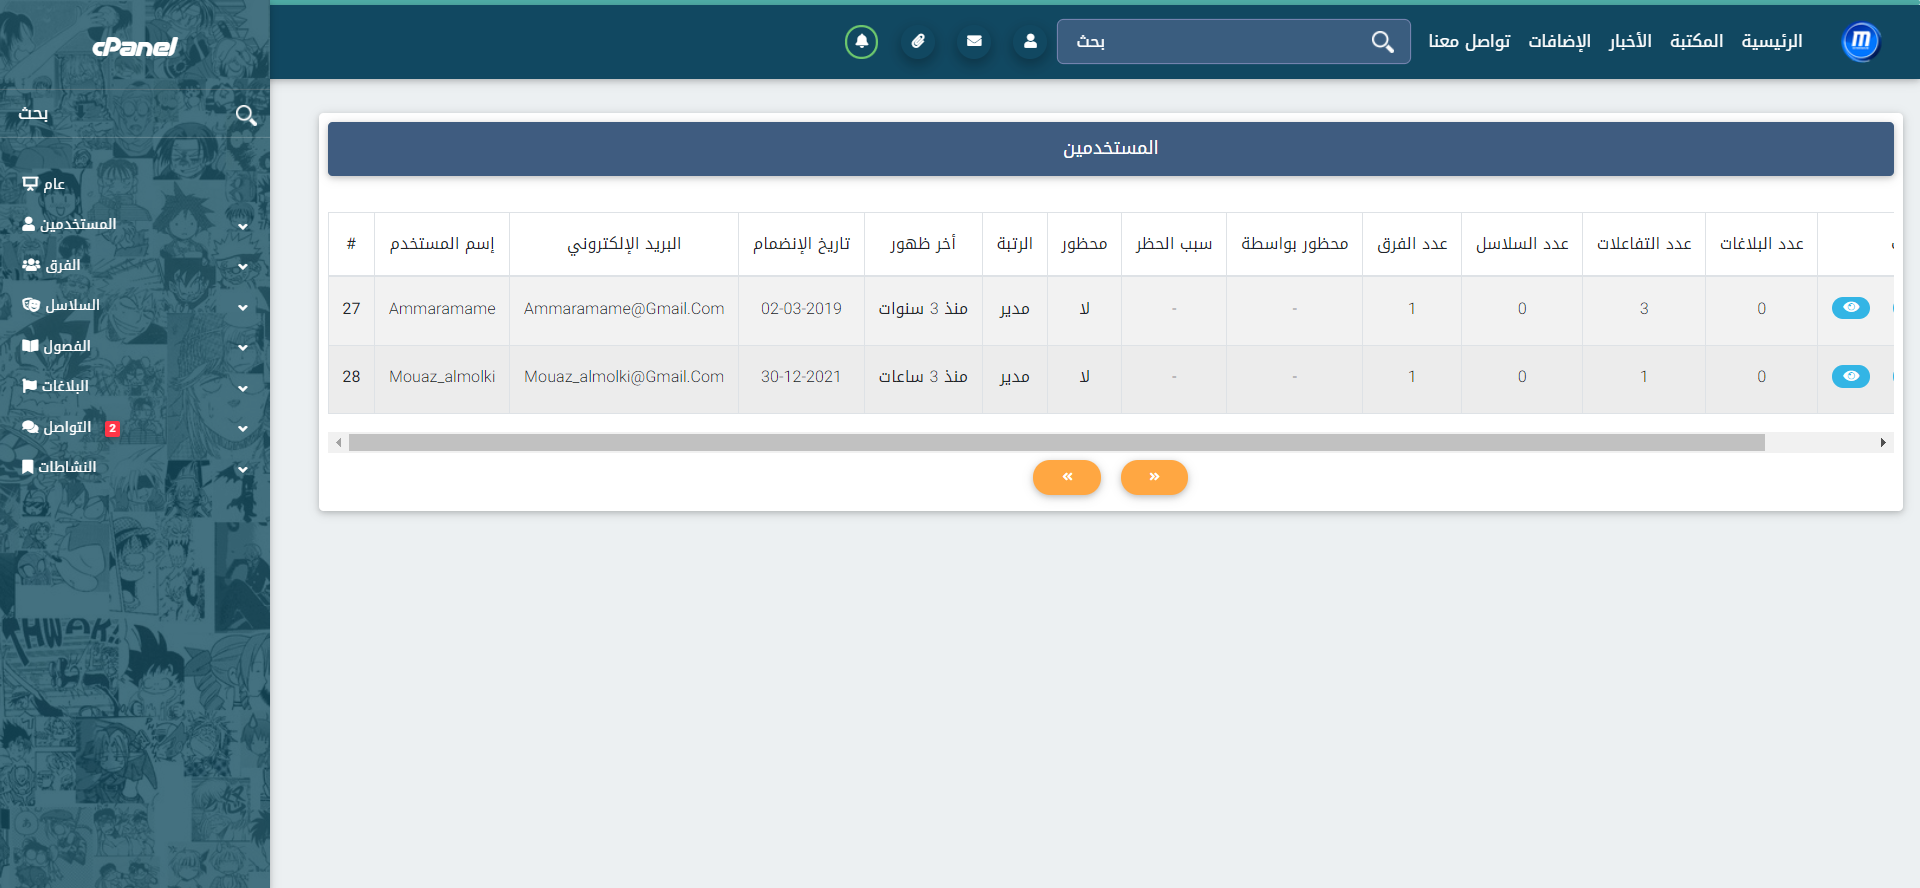 الرئيسية المكتبة الأخبار الإضافات تواصل معنا
بحث
cPanel
بحث
عام
المستخدمين
الفرق
السلاسل
الفصول
البلاغات
التواصل 2
النشاطات
المستخدمين
# إسم المستخدم البريد الإلكتروني تاريخ الإنضمام أخر ظهور الرتبة محظور سبب الحظر محظور بواسطة عدد الفرق عدد السلاسل عدد التفاعلات عدد البلاغات
27 Ammaramame Ammaramame@Gmail.Com 02-03-2019 منذ 3 سنوات مدير لا - - 1 0 3 0
28 Mouaz_almolki Mouaz_almolki@Gmail.Com 30-12-2021 منذ 3 ساعات مدير لا - - 1 0 1 0
« »